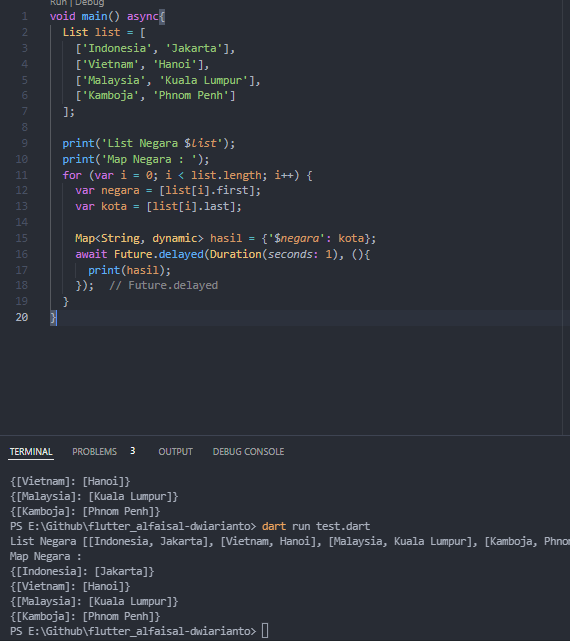 Run | Debug
1 void main() async{
2 List list = [
3 ['Indonesia', 'Jakarta'],
4 ['Vietnam', 'Hanoi'],
5 ['Malaysia', 'Kuala Lumpur'],
6 ['Kamboja', 'Phnom Penh']
7 ];
8
9 print('List Negara $list');
10 print('Map Negara : ');
11 for (var i = 0; i < list.length; i++) {
12 var negara = [list[i].first];
13 var kota = [list[i].last];
14
15 Map<String, dynamic> hasil = {'$negara': kota};
16 await Future.delayed(Duration(seconds: 1), (){
17 print(hasil);
18 }); // Future.delayed
19 }
20 }
TERMINAL PROBLEMS 3 OUTPUT DEBUG CONSOLE
{[Vietnam]: [Hanoi]}
{[Malaysia]: [Kuala Lumpur]}
{[Kamboja]: [Phnom Penh]}
PS E:\Github\flutter_alfaisal-dwiarianto> dart run test.dart
List Negara [[Indonesia, Jakarta], [Vietnam, Hanoi], [Malaysia, Kuala Lumpur], [Kamboja, Phno
Map Negara :
{[Indonesia]: [Jakarta]}
{[Vietnam]: [Hanoi]}
{[Malaysia]: [Kuala Lumpur]}
{[Kamboja]: [Phnom Penh]}
PS E:\Github\flutter_alfaisal-dwiarianto>